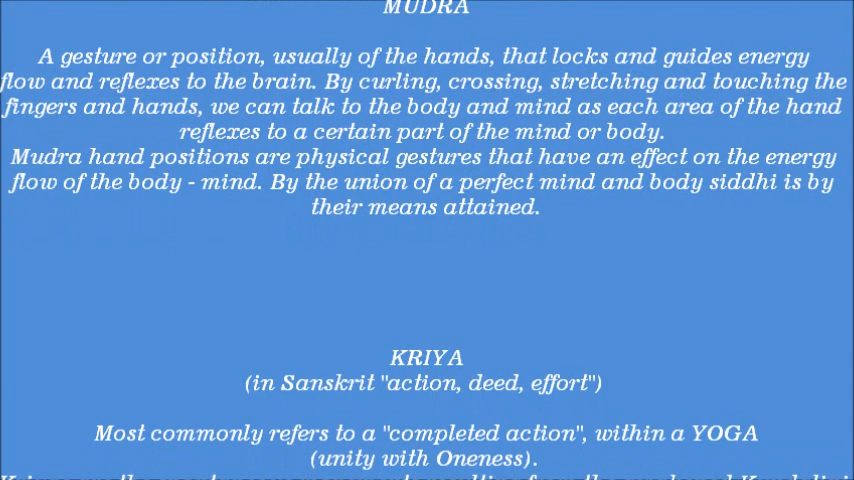 MUDRA
A gesture or position, usually of the hands, that locks and guides energy
flow and reflexes to the brain. By curling, crossing, stretching and touching the
fingers and hands, we can talk to the body and mind as each area of the hand
reflexes to a certain part of the mind or body.
Mudra hand positions are physical gestures that have an effect on the energy
flow of the body - mind. By the union of a perfect mind and body siddhi is by
their means attained.
KRIYA
(in Sanskrit "action, deed, effort")
Most commonly refers to a "completed action", within a YOGA
(unity with Oneness).